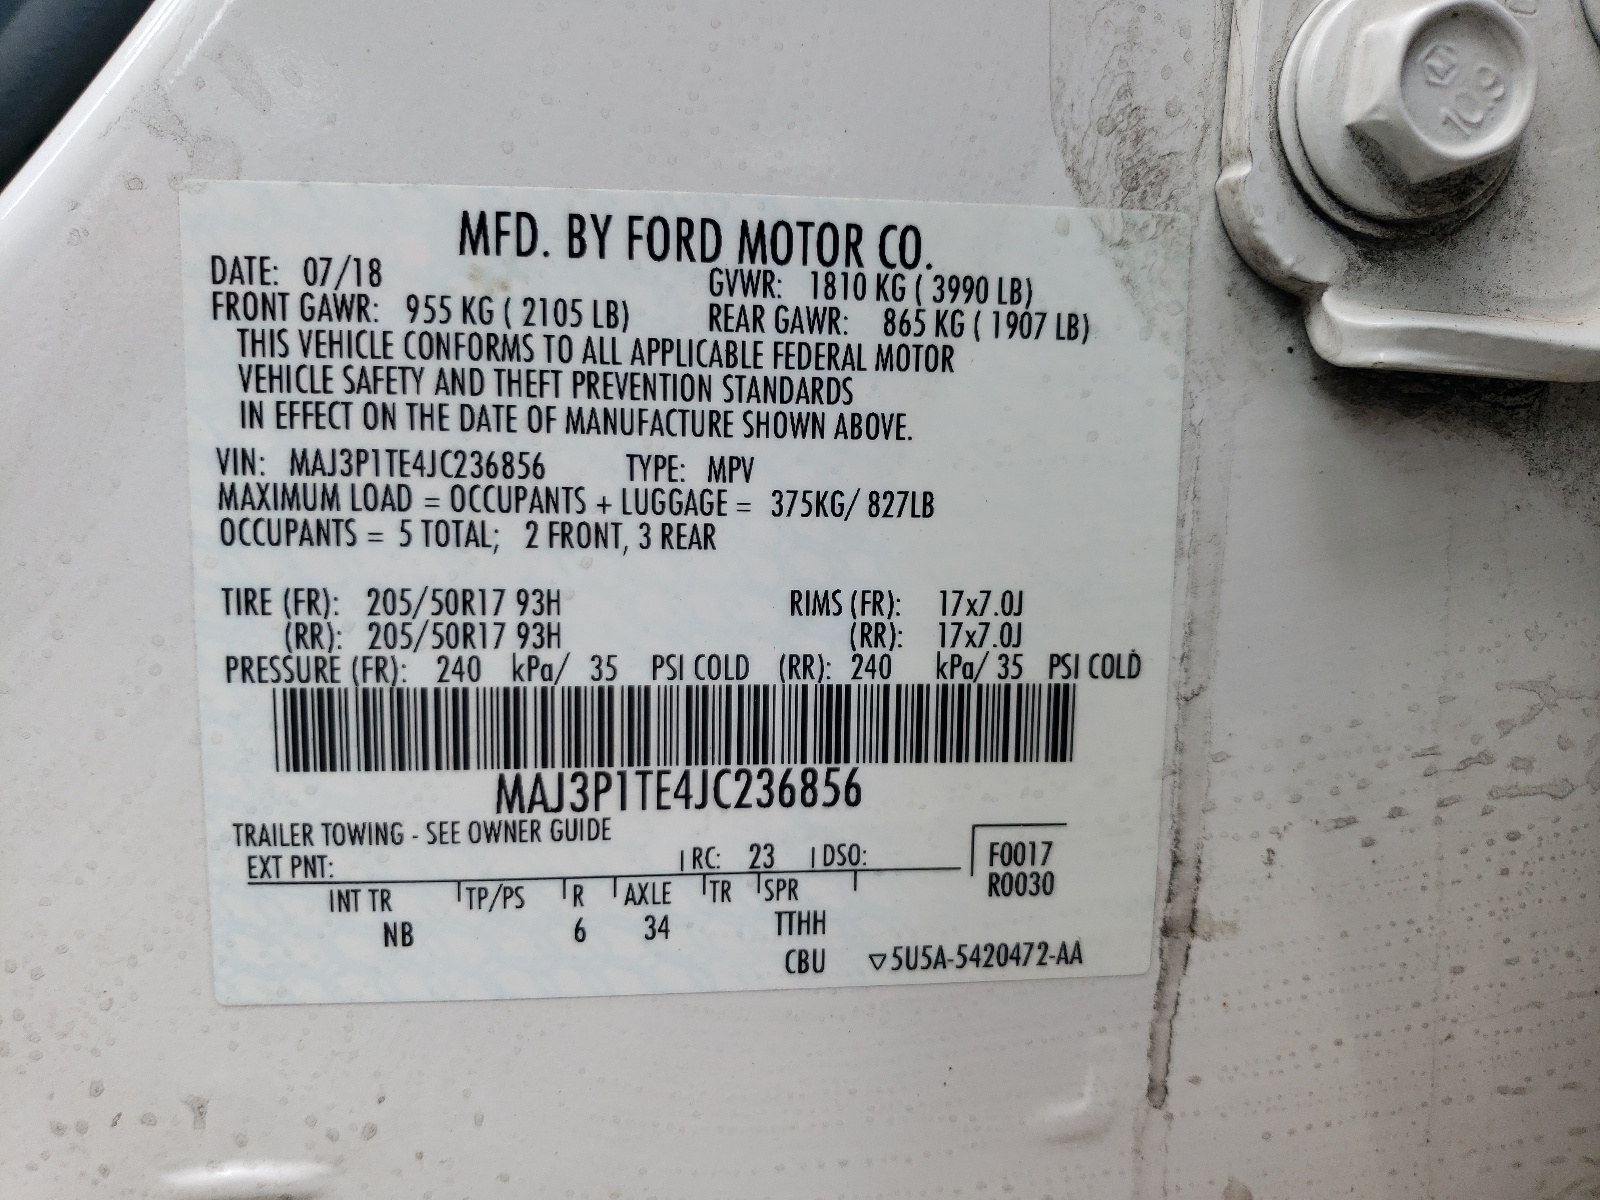 10.9
MFD. BY FORD MOTOR CO.
DATE: 07/18 GVWR: 1810 KG ( 3990 LB)
FRONT GAWR: 955 KG ( 2105 LB) REAR GAWR: 865 KG ( 1907 LB)
THIS VEHICLE CONFORMS TO ALL APPLICABLE FEDERAL MOTOR
VEHICLE SAFETY AND THEFT PREVENTION STANDARDS
IN EFFECT ON THE DATE OF MANUFACTURE SHOWN ABOVE.
VIN: MAJ3P1TE4JC236856 TYPE: MPV
MAXIMUM LOAD = OCCUPANTS + LUGGAGE = 375KG/ 827LB
OCCUPANTS = 5 TOTAL; 2 FRONT, 3 REAR
TIRE (FR): 205/50R17 93H RIMS (FR): 17x7.0J
(RR): 205/50R17 93H (RR): 17x7.0J
PRESSURE (FR): 240 kPa/ 35 PSI COLD (RR): 240 kPa/ 35 PSI COLD
MAJ3P1TE4JC236856
TRAILER TOWING - SEE OWNER GUIDE
EXT PNT: RC: 23 DSO: F0017
INT TR TP/PS R AXLE TR SPR R0030
NB 6 34 TTHH
CBU ▽5U5A-5420472-AA